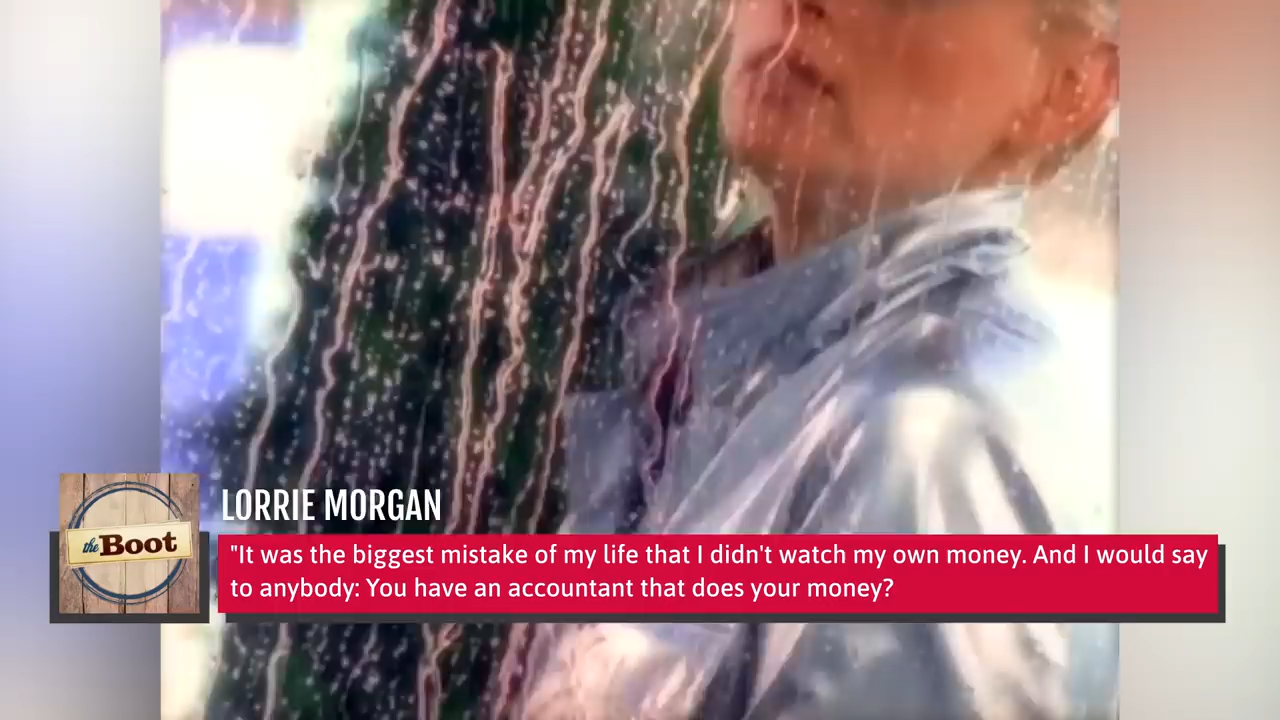 LORRIE MORGAN
the Boot
"It was the biggest mistake of my life that I didn't watch my own money. And I would say
to anybody: You have an accountant that does your money?